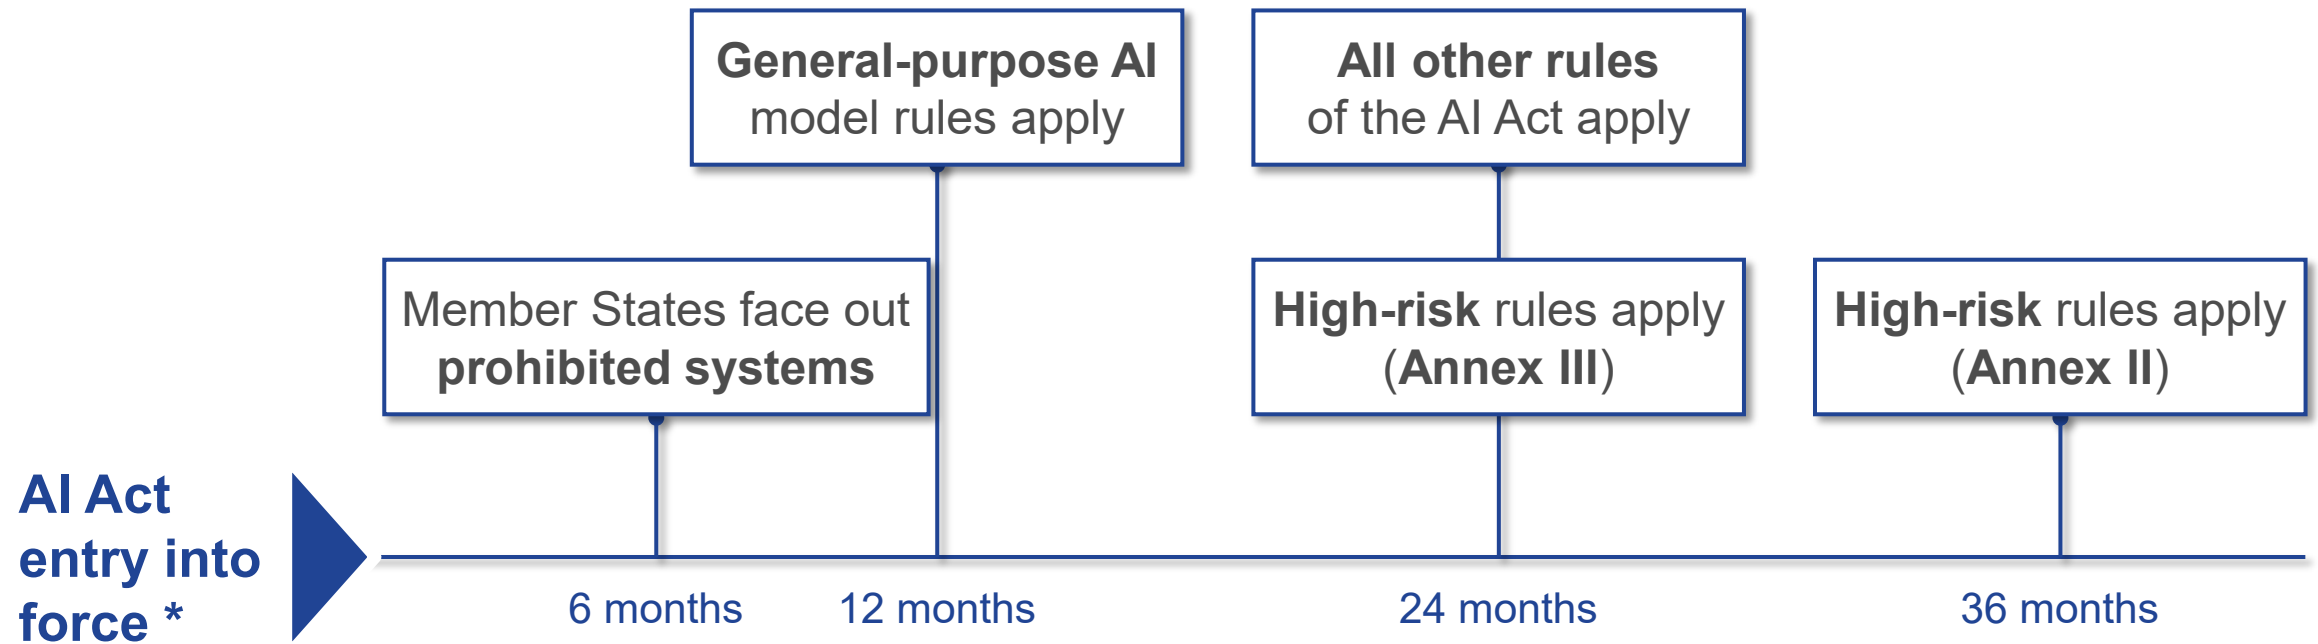 General-purpose AI
model rules apply
All other rules
of the AI Act apply
Member States face out
prohibited systems
High-risk rules apply
(Annex III)
High-risk rules apply
(Annex II)
AI Act
entry into
force *
6 months
12 months
24 months
36 months